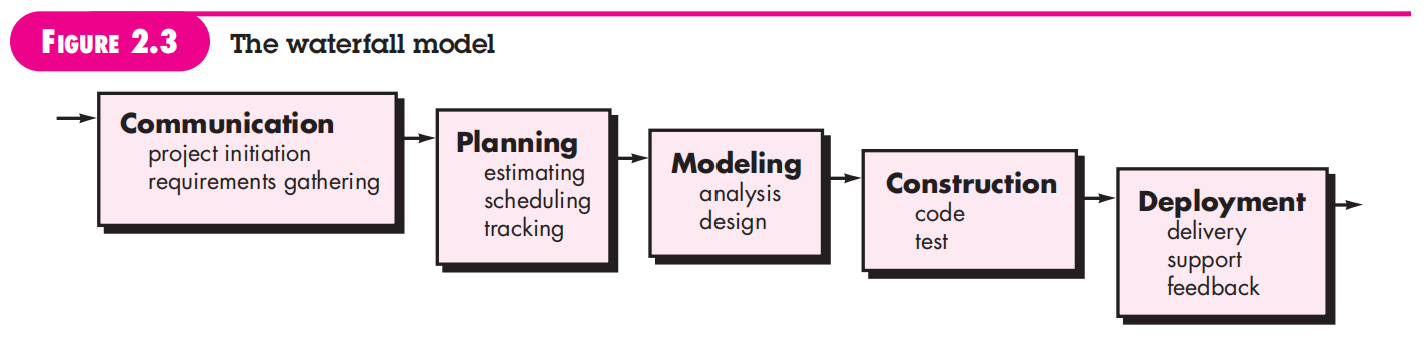 FIGURE 2.3
The waterfall model
Communication
project initiation
requirements gathering
Planning
estimating
scheduling
tracking
Modeling
analysis
design
Construction
code
test
Deployment
delivery
support
feedback